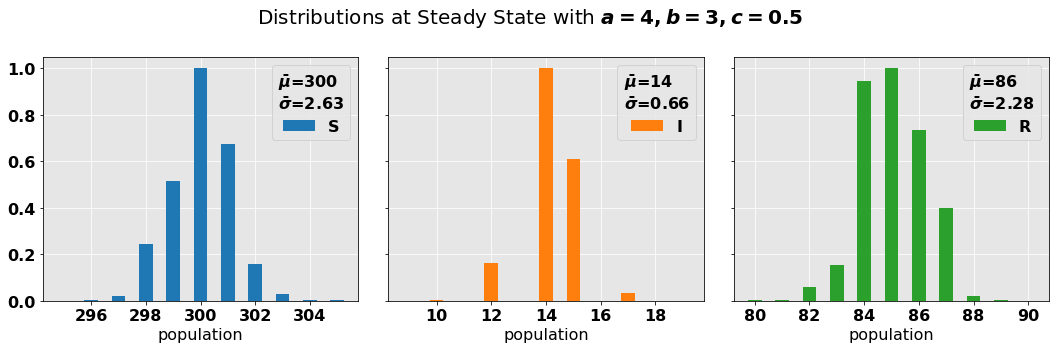 Distributions at Steady State with a = 4, b = 3, c = 0.5
1.0
0.8
0.6
0.4
0.2
0.0
μ̄=300
σ̄=2.63
S
296 298 300 302 304
population
μ̄=14
σ̄=0.66
I
10 12 14 16 18
population
μ̄=86
σ̄=2.28
R
80 82 84 86 88 90
population